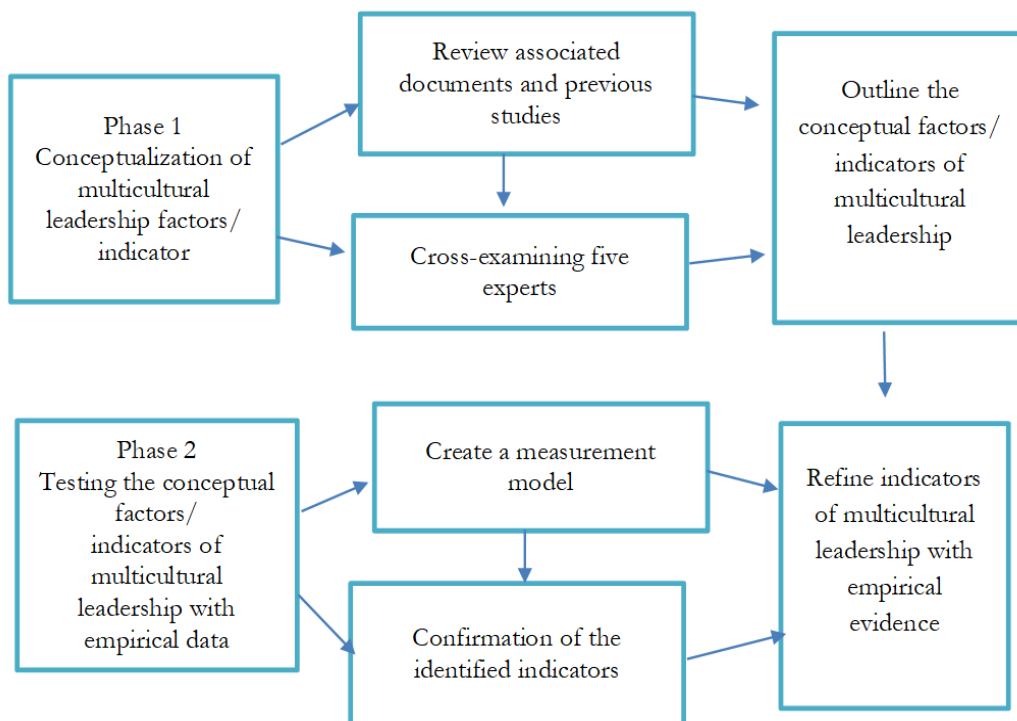 Phase 1
Conceptualization of
multicultural
leadership factors/
indicator
Review associated
documents and previous
studies
Cross-examining five
experts
Outline the
conceptual factors/
indicators of
multicultural
leadership
Phase 2
Testing the conceptual
factors/
indicators of
multicultural
leadership with
empirical data
Create a measurement
model
Confirmation of the
identified indicators
Refine indicators
of multicultural
leadership with
empirical
evidence